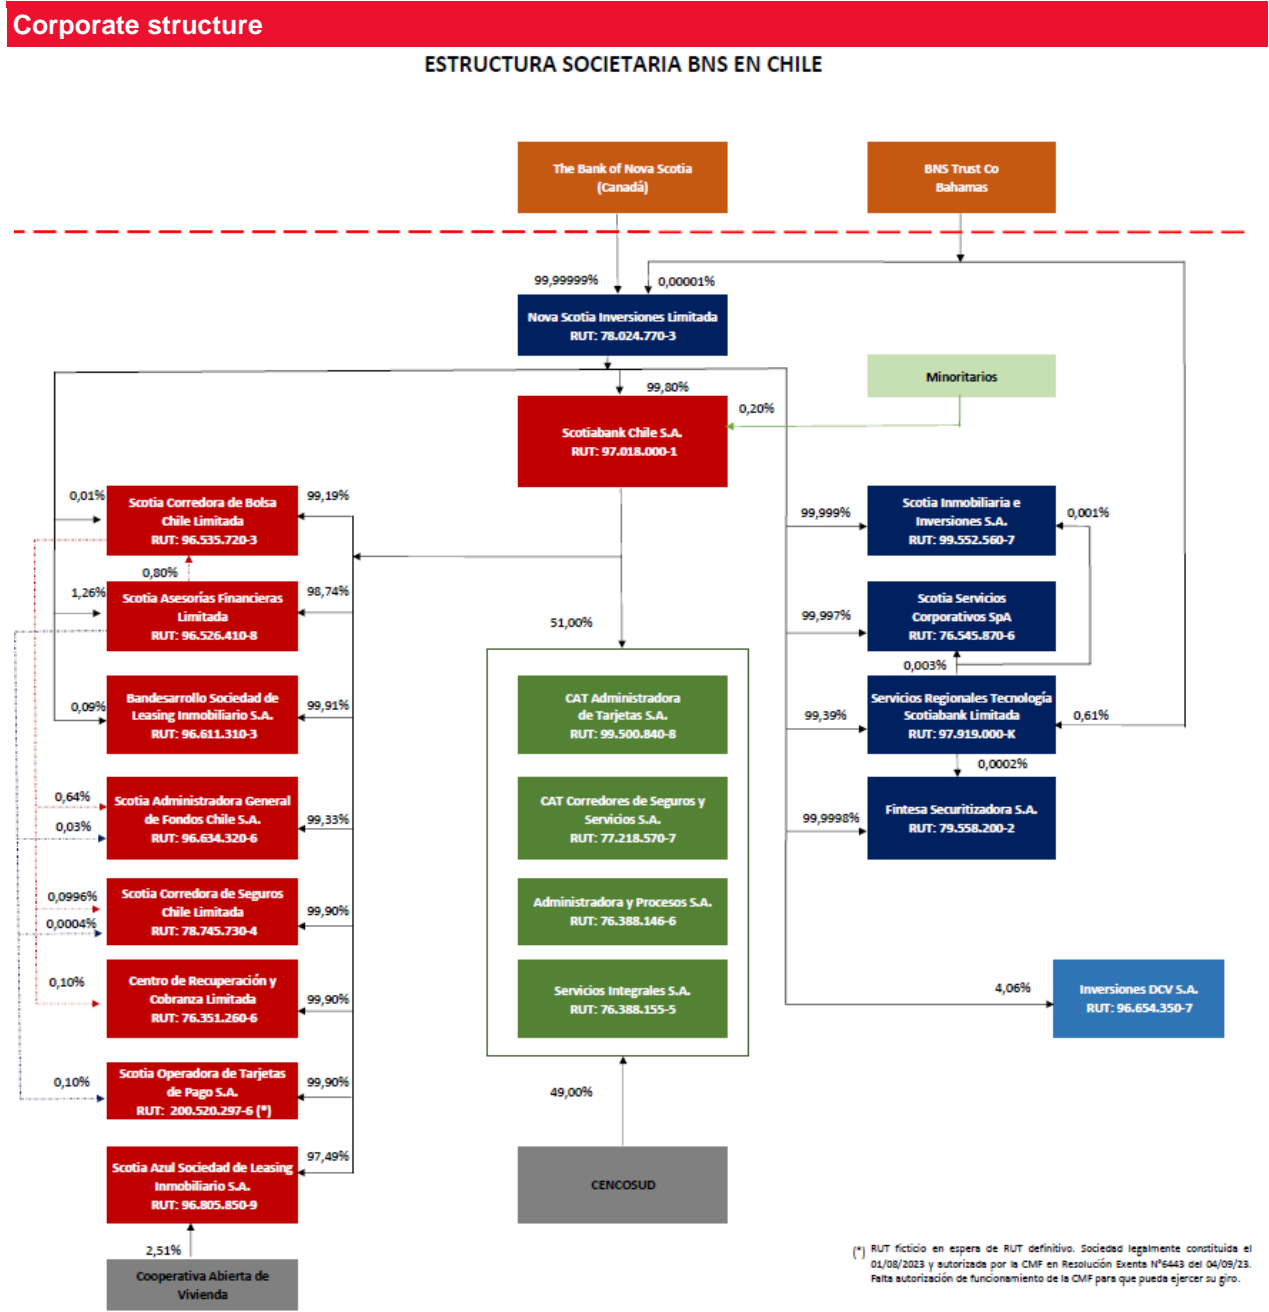 Corporate structure
ESTRUCTURA SOCIETARIA BNS EN CHILE
The Bank of Nova Scotia
(Canadá)
BNS Trust Co
Bahamas
99,99999%
0,00001%
Nova Scotia Inversiones Limitada
RUT: 78.024.770-3
Minoritarios
99,80%
0,20%
Scotiabank Chile S.A.
RUT: 97.018.000-1
0,01%
Scotia Corredora de Bolsa
Chile Limitada
RUT: 96.535.720-3
99,19%
0,80%
1,26%
Scotia Asesorías Financieras
Limitada
RUT: 96.526.410-8
98,74%
0,09%
Bandesarrollo Sociedad de
Leasing Inmobiliario S.A.
RUT: 96.611.310-3
99,91%
0,64%
0,03%
Scotia Administradora General
de Fondos Chile S.A.
RUT: 96.634.320-6
99,33%
0,0996%
0,0004%
Scotia Corredora de Seguros
Chile Limitada
RUT: 78.745.730-4
99,90%
0,10%
Centro de Recuperación y
Cobranza Limitada
RUT: 76.351.260-6
99,90%
0,10%
Scotia Operadora de Tarjetas
de Pago S.A.
RUT: 200.520.297-6 (*)
99,90%
Scotia Azul Sociedad de Leasing
Inmobiliario S.A.
RUT: 96.805.850-9
97,49%
2,51%
Cooperativa Abierta de
Vivienda
51,00%
CAT Administradora
de Tarjetas S.A.
RUT: 99.500.840-8
CAT Corredores de Seguros y
Servicios S.A.
RUT: 77.218.570-7
Administradora y Procesos S.A.
RUT: 76.388.146-6
Servicios Integrales S.A.
RUT: 76.388.155-5
49,00%
CENCOSUD
99,999%
Scotia Inmobiliaria e
Inversiones S.A.
RUT: 99.552.560-7
0,001%
99,997%
Scotia Servicios
Corporativos SpA
RUT: 76.545.870-6
0,003%
99,39%
Servicios Regionales Tecnología
Scotiabank Limitada
RUT: 97.919.000-K
0,61%
0,0002%
99,9998%
Fintesa Securitizadora S.A.
RUT: 79.558.200-2
4,06%
Inversiones DCV S.A.
RUT: 96.654.350-7
(*) RUT ficticio en espera de RUT definitivo. Sociedad legalmente constituida el
01/08/2023 y autorizada por la CMF en Resolución Exenta N°6443 del 04/09/23.
Falta autorización de funcionamiento de la CMF para que pueda ejercer su giro.